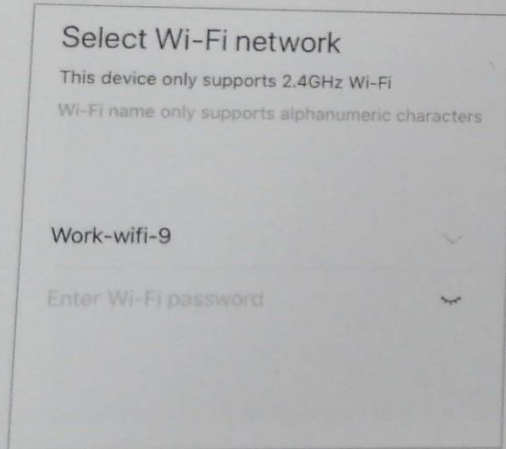 Select Wi-Fi network
This device only supports 2.4GHz Wi-Fi
Wi-Fi name only supports alphanumeric characters
Work-wifi-9
Enter Wi-Fi password